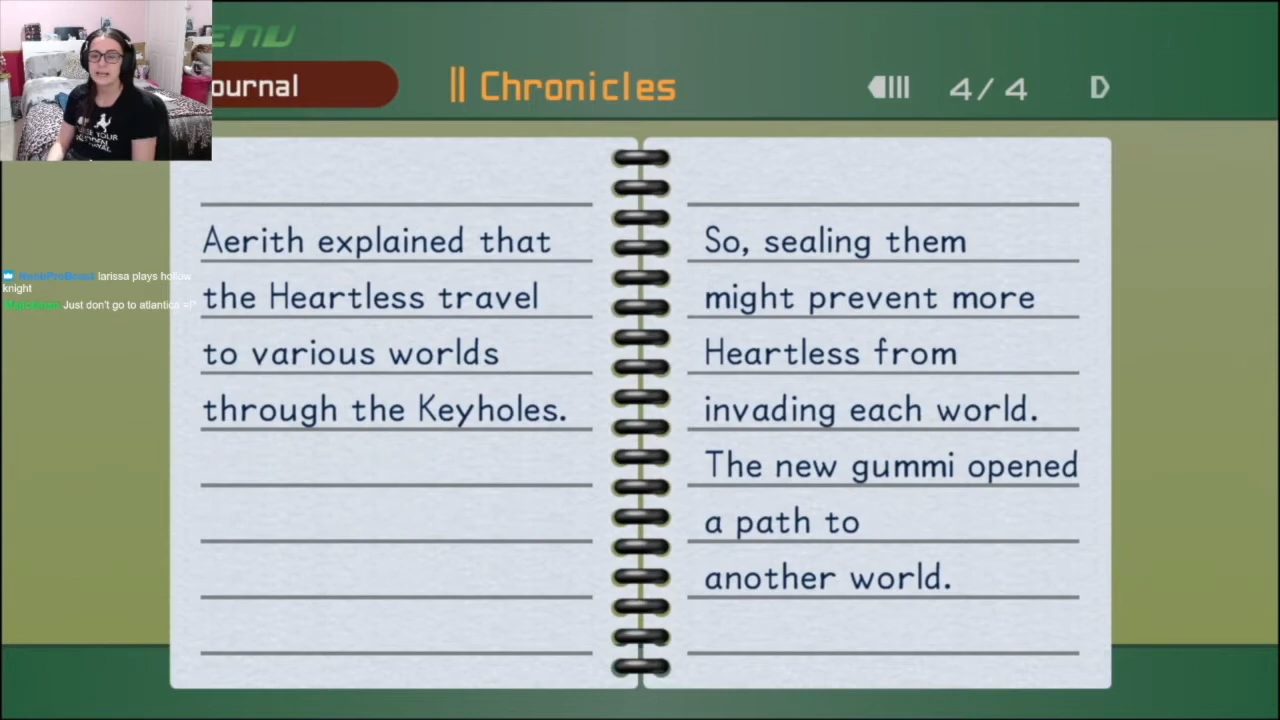 ENU
ournal
Chronicles
4/4
D
Aerith explained that
the Heartless travel
to various worlds
through the Keyholes.
So, sealing them
might prevent more
Heartless from
invading each world.
The new gummi opened
a path to
another world.
larissa plays hollow
knight
Just don't go to atlantica =P